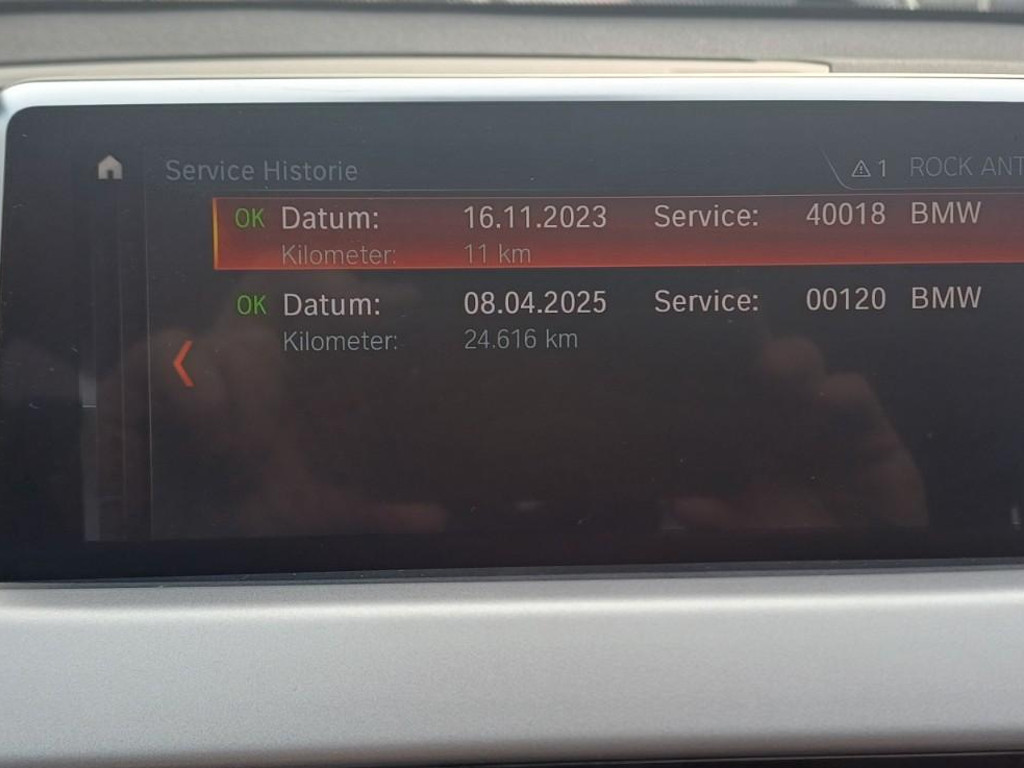 Service Historie 1 ROCK ANT
OK Datum: 16.11.2023 Service: 40018 BMW
Kilometer: 11 km
OK Datum: 08.04.2025 Service: 00120 BMW
Kilometer: 24.616 km